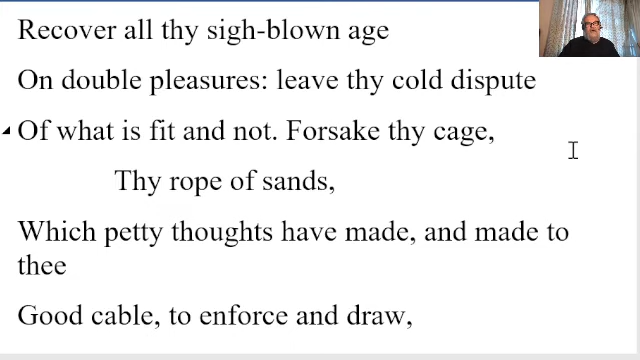 Recover all thy sigh-blown age
On double pleasures: leave thy cold dispute
Of what is fit and not. Forsake thy cage,
Thy rope of sands,
Which petty thoughts have made, and made to
thee
Good cable, to enforce and draw,